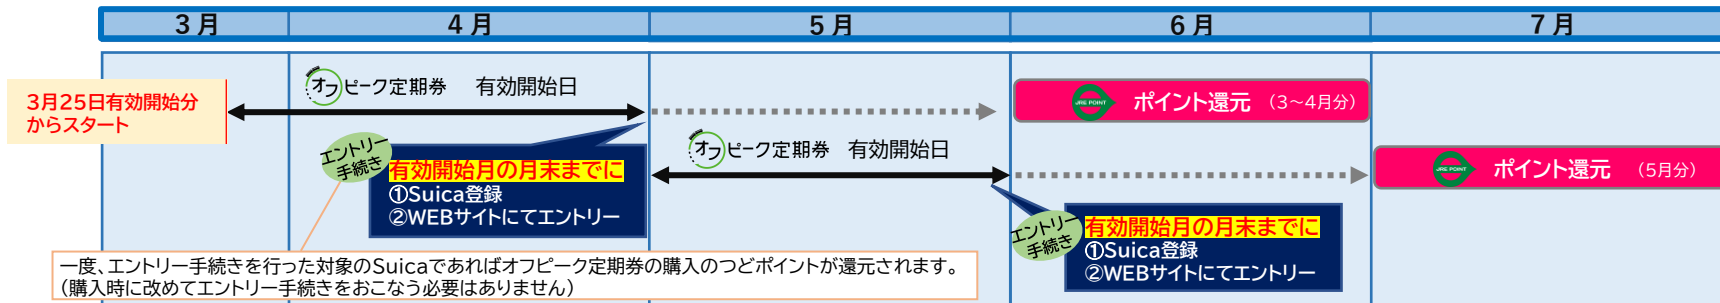 3月
4月
5月
6月
7月
3月25日有効開始分
からスタート
オフピーク定期券 有効開始日
JRE POINT ポイント還元 (3~4月分)
エントリー
手続き
有効開始月の月末までに
①Suica登録
②WEBサイトにてエントリー
オフピーク定期券 有効開始日
JRE POINT ポイント還元 (5月分)
エントリー
手続き
有効開始月の月末までに
①Suica登録
②WEBサイトにてエントリー
一度、エントリー手続きを行った対象のSuicaであればオフピーク定期券の購入のつどポイントが還元されます。
(購入時に改めてエントリー手続きをおこなう必要はありません)